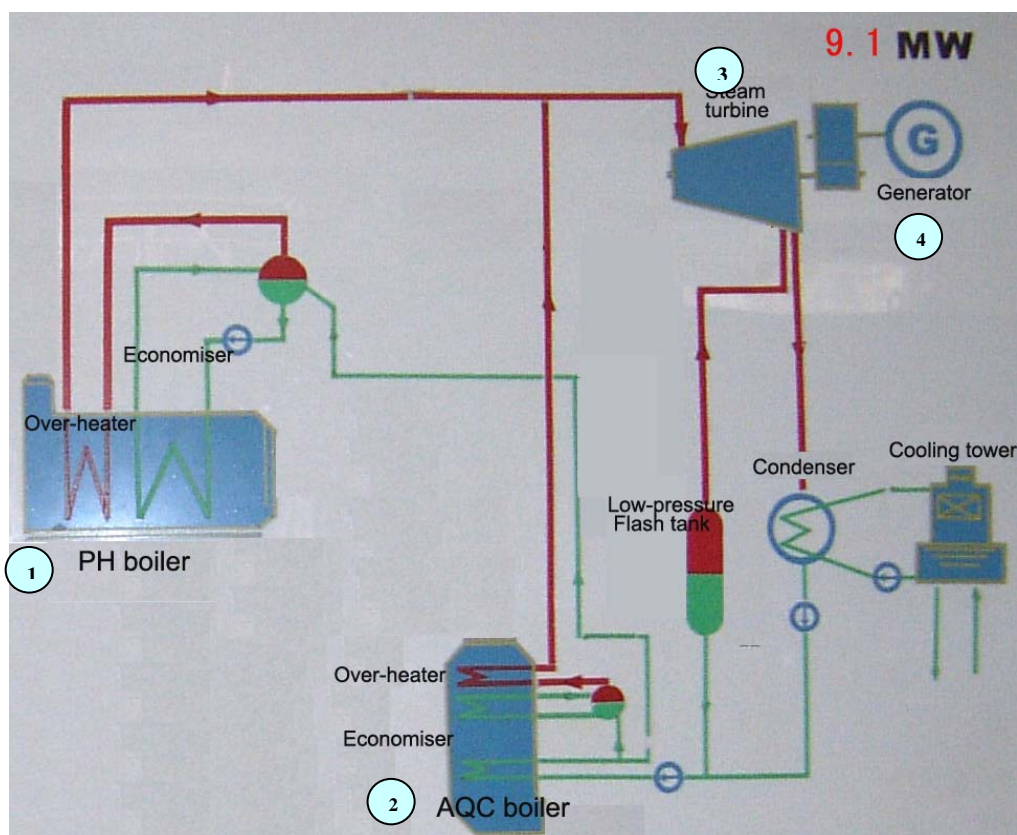 9.1 MW
3
Steam
turbine
G
Generator
4
Economiser
Over-heater
Cooling tower
Condenser
Low-pressure
Flash tank
PH boiler
1
Over-heater
Economiser
2
AQC boiler